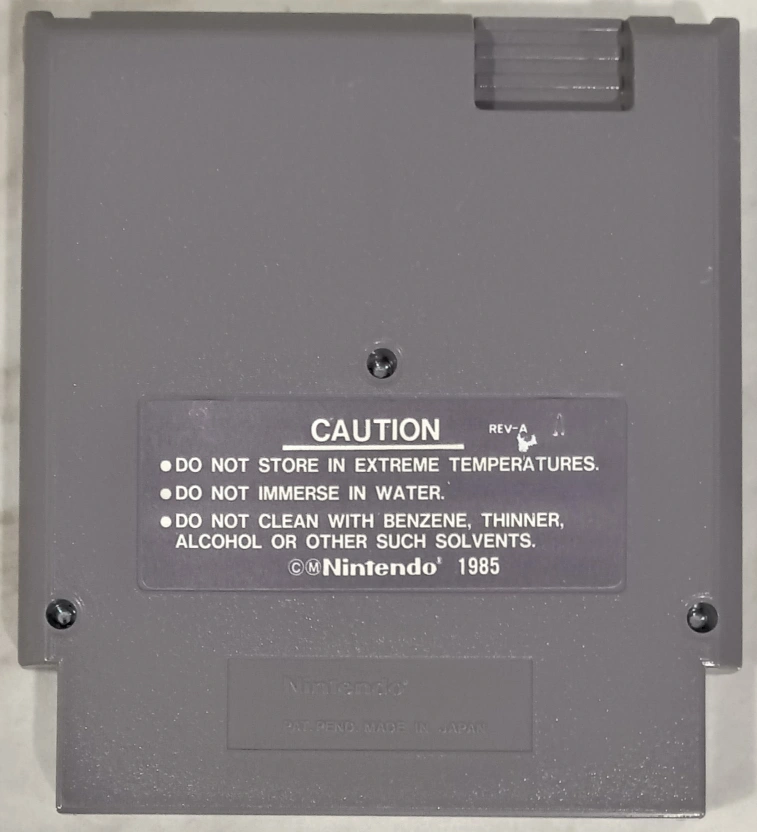 CAUTION REV-A A
●DO NOT STORE IN EXTREME TEMPERATURES.
●DO NOT IMMERSE IN WATER.
●DO NOT CLEAN WITH BENZENE, THINNER,
ALCOHOL OR OTHER SUCH SOLVENTS.
©ⓂNintendo® 1985
Nintendo®
PAT. PEND. MADE IN JAPAN